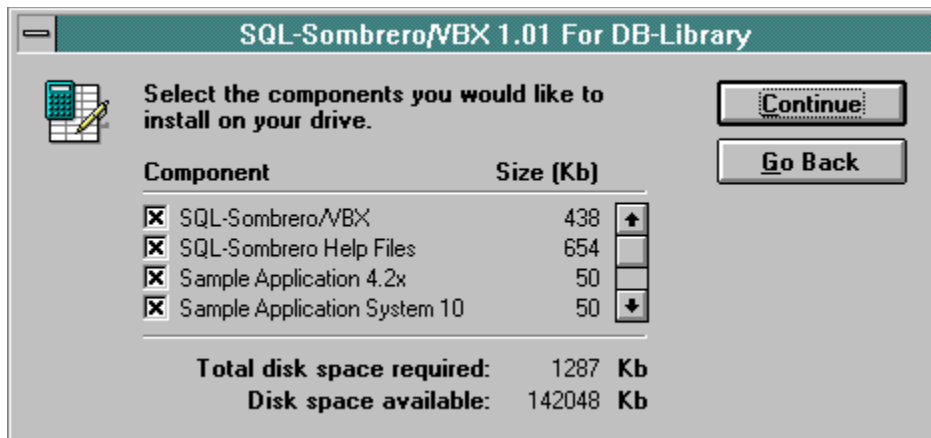 SQL-Sombrero/VBX 1.01 For DB-Library
Select the components you would like to
install on your drive.
Continue
Go Back
Component Size (Kb)
SQL-Sombrero/VBX 438
SQL-Sombrero Help Files 654
Sample Application 4.2x 50
Sample Application System 10 50
Total disk space required: 1287 Kb
Disk space available: 142048 Kb